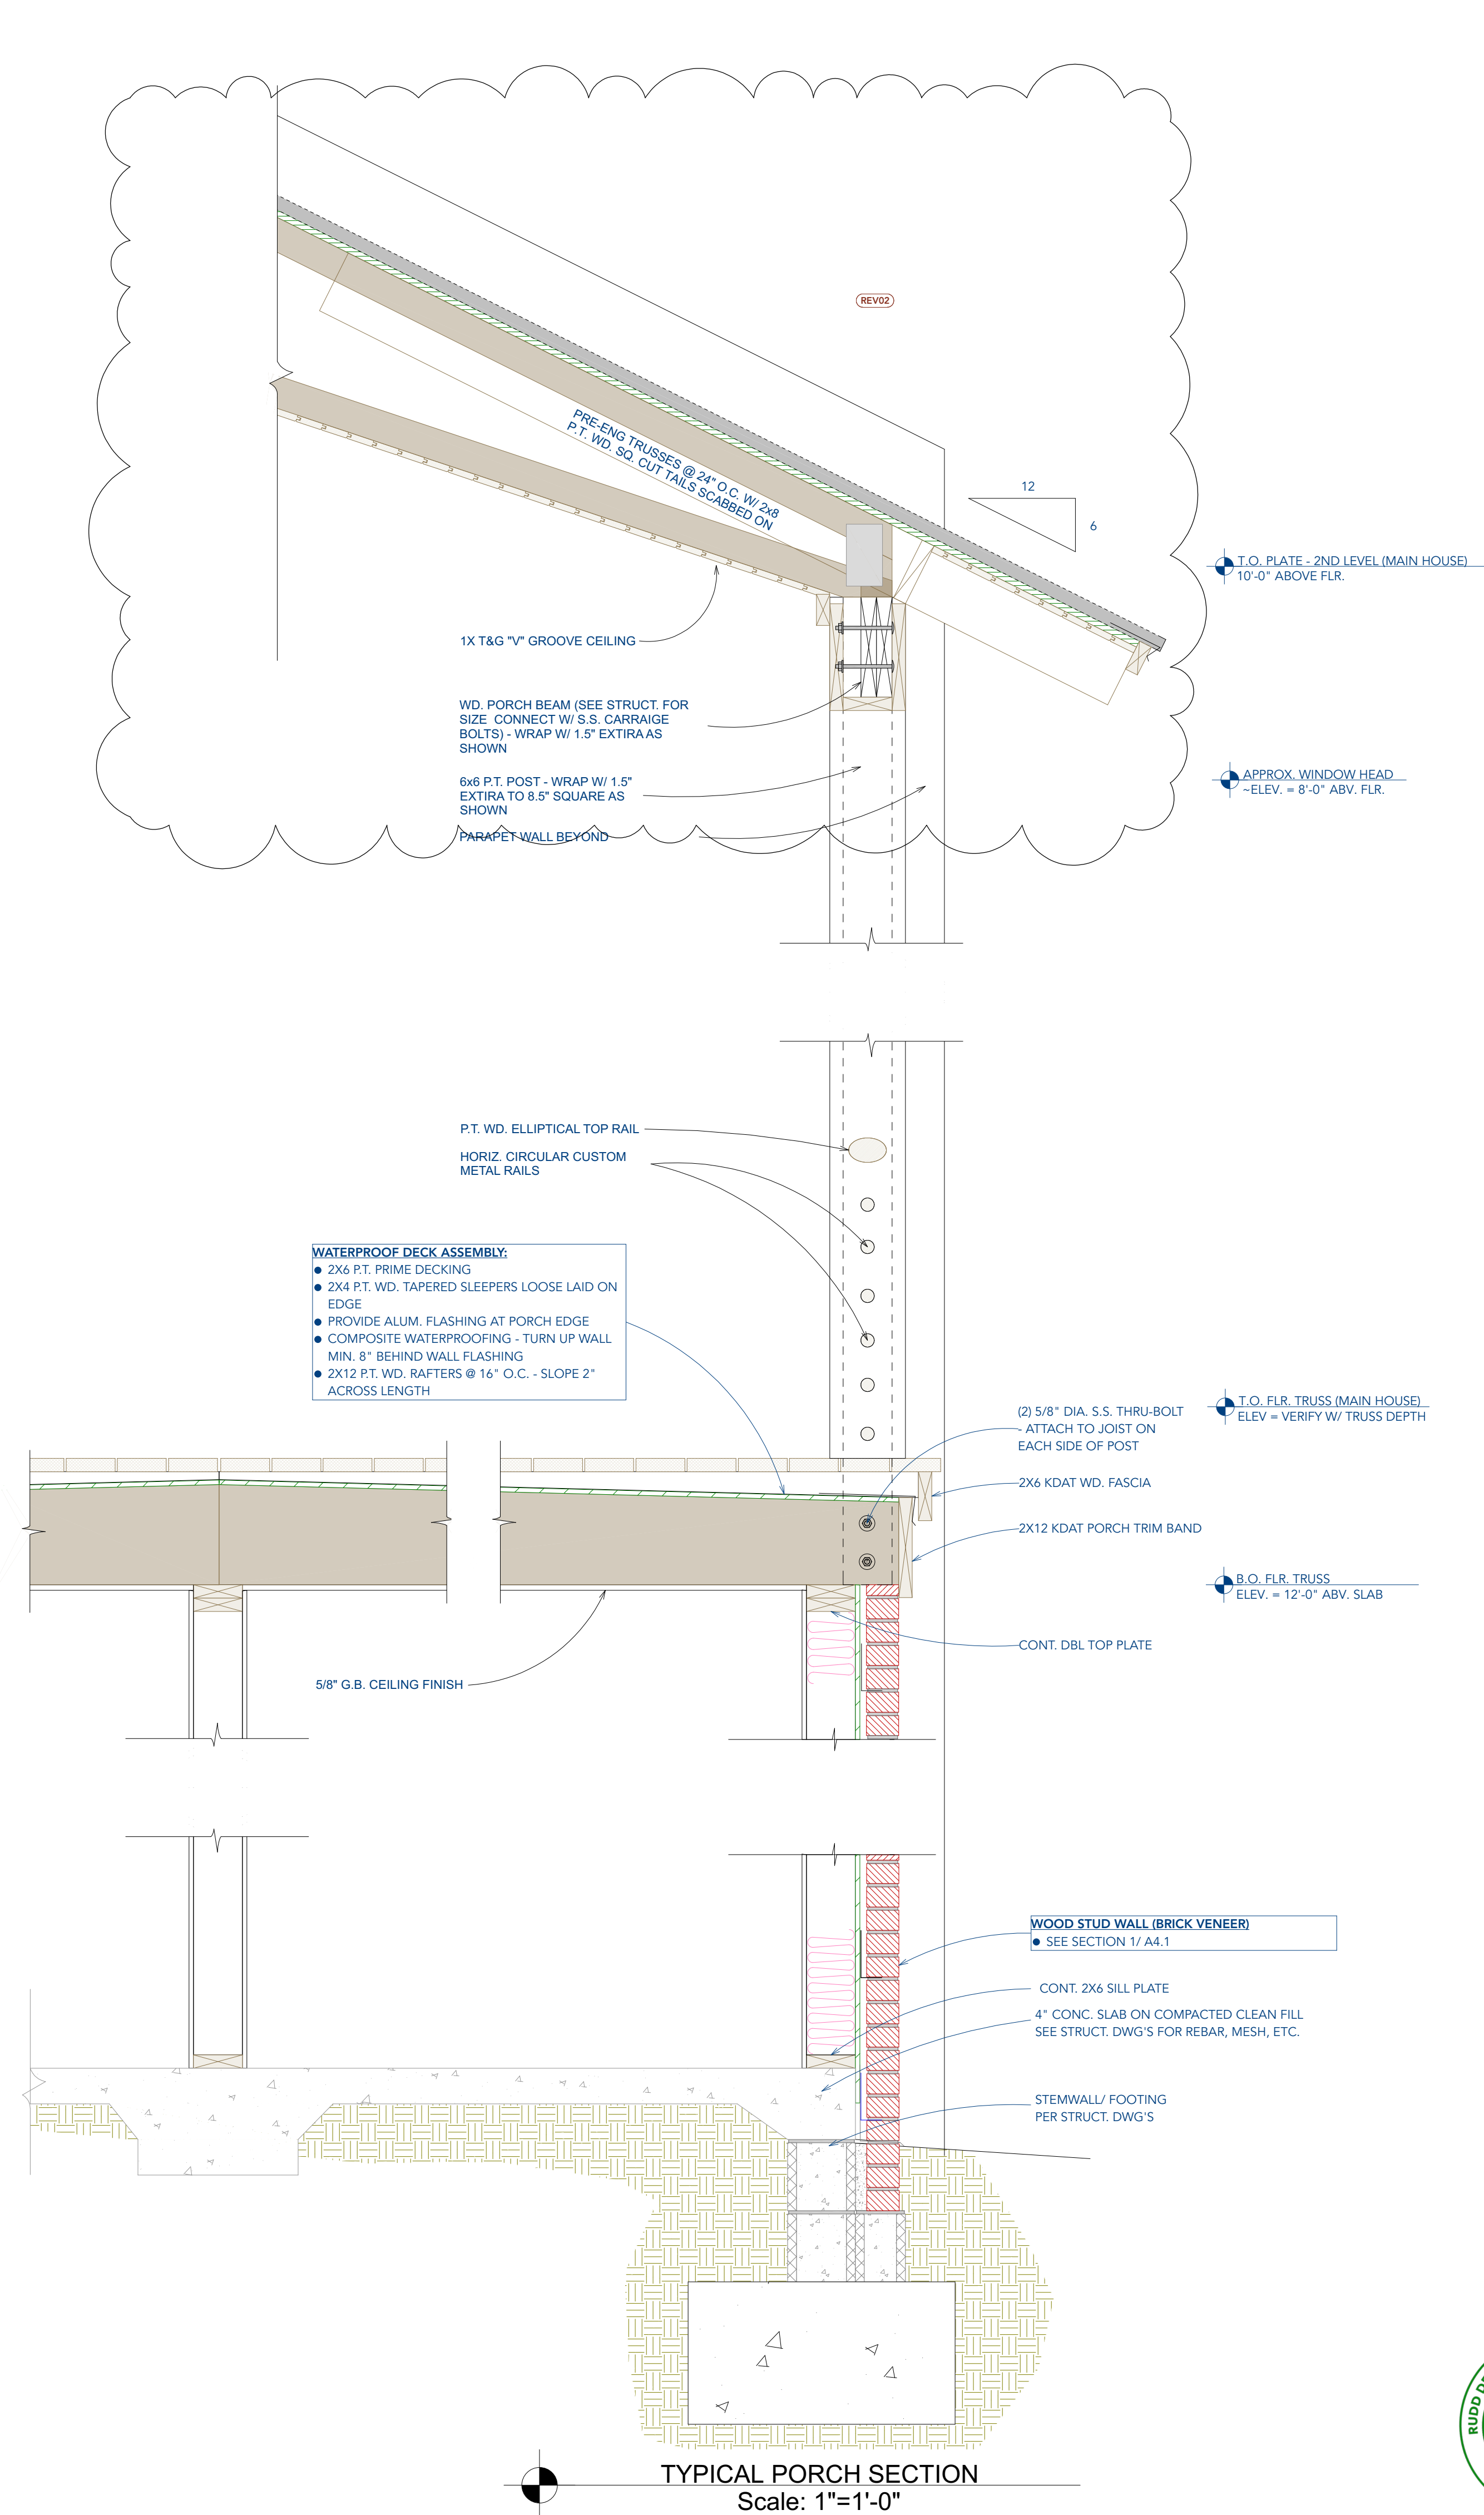 REV02
PRE-ENG TRUSSES @ 24" O.C. W/ 2x8
P.T. WD. SQ. CUT TAILS SCABBED ON
12
6
T.O. PLATE - 2ND LEVEL (MAIN HOUSE)
10'-0" ABOVE FLR.
1X T&G "V" GROOVE CEILING
WD. PORCH BEAM (SEE STRUCT. FOR
SIZE CONNECT W/ S.S. CARRAIGE
BOLTS) - WRAP W/ 1.5" EXTIRA AS
SHOWN
APPROX. WINDOW HEAD
~ELEV. = 8'-0" ABV. FLR.
6x6 P.T. POST - WRAP W/ 1.5"
EXTIRA TO 8.5" SQUARE AS
SHOWN
PARAPET WALL BEYOND
P.T. WD. ELLIPTICAL TOP RAIL
HORIZ. CIRCULAR CUSTOM
METAL RAILS
WATERPROOF DECK ASSEMBLY:
● 2X6 P.T. PRIME DECKING
● 2X4 P.T. WD. TAPERED SLEEPERS LOOSE LAID ON
EDGE
● PROVIDE ALUM. FLASHING AT PORCH EDGE
● COMPOSITE WATERPROOFING - TURN UP WALL
MIN. 8" BEHIND WALL FLASHING
● 2X12 P.T. WD. RAFTERS @ 16" O.C. - SLOPE 2"
ACROSS LENGTH
T.O. FLR. TRUSS (MAIN HOUSE)
ELEV = VERIFY W/ TRUSS DEPTH
(2) 5/8" DIA. S.S. THRU-BOLT
- ATTACH TO JOIST ON
EACH SIDE OF POST
2X6 KDAT WD. FASCIA
2X12 KDAT PORCH TRIM BAND
B.O. FLR. TRUSS
ELEV. = 12'-0" ABV. SLAB
CONT. DBL TOP PLATE
5/8" G.B. CEILING FINISH
WOOD STUD WALL (BRICK VENEER)
● SEE SECTION 1/ A4.1
CONT. 2X6 SILL PLATE
4" CONC. SLAB ON COMPACTED CLEAN FILL
SEE STRUCT. DWG'S FOR REBAR, MESH, ETC.
STEMWALL/ FOOTING
PER STRUCT. DWG'S
RUDD
TYPICAL PORCH SECTION
Scale: 1"=1'-0"